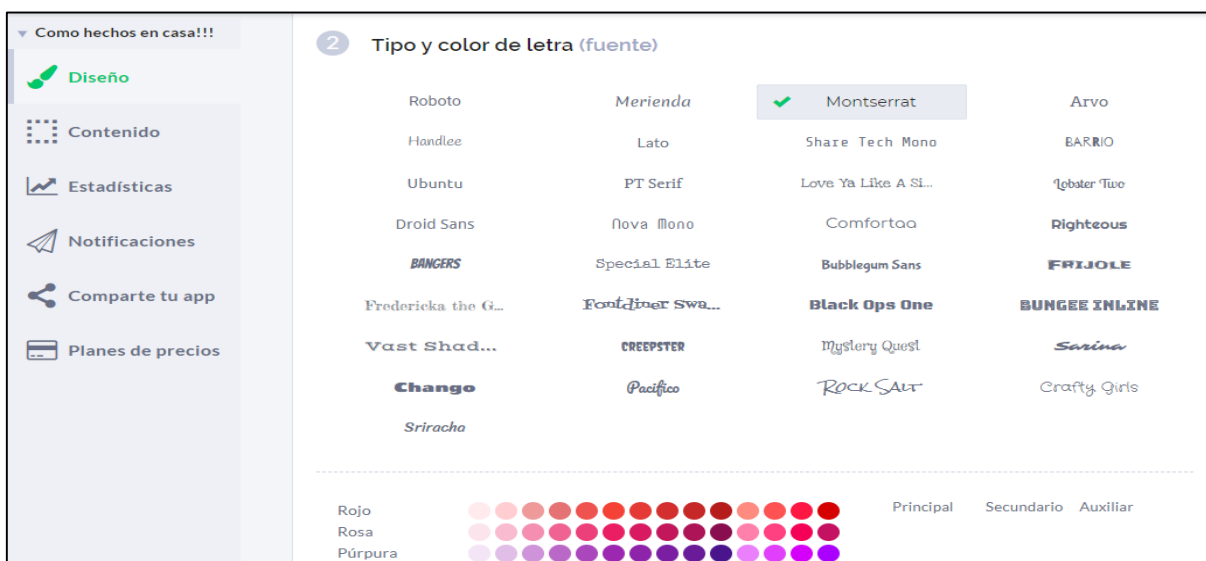 Como hechos en casa!!!
Diseño
Contenido
Estadísticas
Notificaciones
Comparte tu app
Planes de precios
2 Tipo y color de letra (fuente)
Roboto Merienda Montserrat Arvo
Handlee Lato Share Tech Mono BARRIO
Ubuntu PT Serif Love Ya Like A Si... Lobster Two
Droid Sans Nova Mono Comfortaa Righteous
BANGERS Special Elite Bubblegum Sans FRIJOLE
Fredericka the G... Fontdiner Swa... Black Ops One BUNGEE INLINE
Vast Shad... CREEPSTER Mystery Quest Sarina
Chango Pacifico ROCK SALT Crafty Girls
Sriracha
Rojo Principal Secundario Auxiliar
Rosa
Púrpura